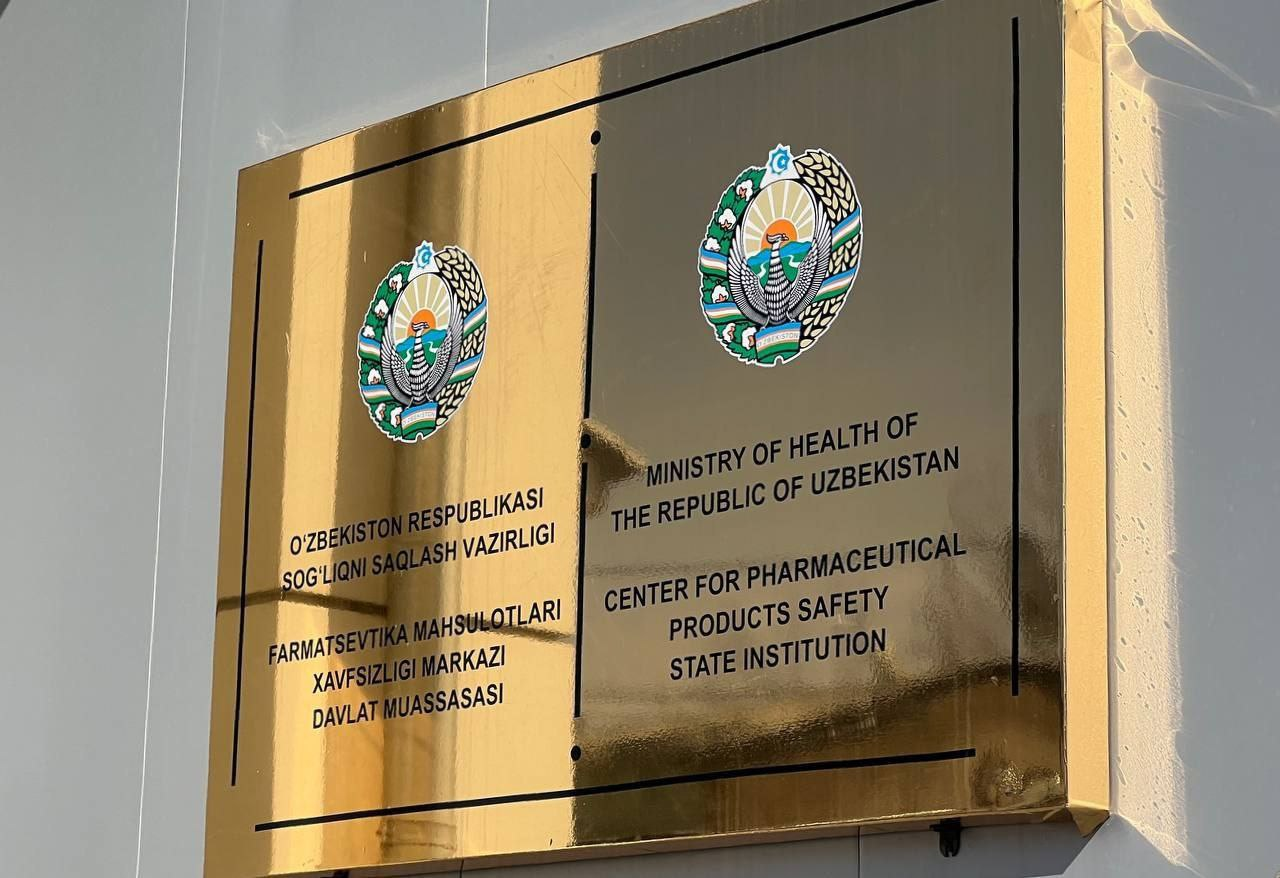 O‘ZBEKISTON RESPUBLIKASI
SOG‘LIQNI SAQLASH VAZIRLIGI
FARMATSEVTIKA MAHSULOTLARI
XAVFSIZLIGI MARKAZI
DAVLAT MUASSASASI
MINISTRY OF HEALTH OF
THE REPUBLIC OF UZBEKISTAN
CENTER FOR PHARMACEUTICAL
PRODUCTS SAFETY
STATE INSTITUTION